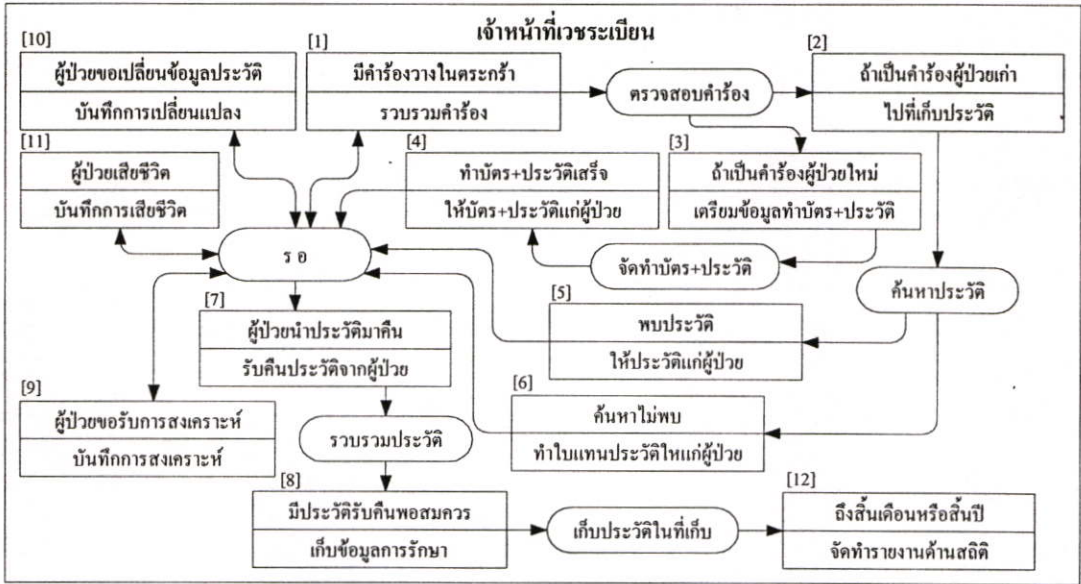 เจ้าหน้าที่เวชระเบียน
[10]
ผู้ป่วยขอเปลี่ยนข้อมูลประวัติ
บันทึกการเปลี่ยนแปลง
[1]
มีคำร้องวางในตระกร้า
รวบรวมคำร้อง
ตรวจสอบคำร้อง
[2]
ถ้าเป็นคำร้องผู้ป่วยเก่า
ไปที่เก็บประวัติ
[11]
ผู้ป่วยเสียชีวิต
บันทึกการเสียชีวิต
[4]
ทำบัตร+ประวัติเสร็จ
ให้บัตร+ประวัติแก่ผู้ป่วย
[3]
ถ้าเป็นคำร้องผู้ป่วยใหม่
เตรียมข้อมูลทำบัตร+ประวัติ
ร อ
จัดทำบัตร+ประวัติ
ค้นหาประวัติ
[7]
ผู้ป่วยนำประวัติมาคืน
รับคืนประวัติจากผู้ป่วย
[5]
พบประวัติ
ให้ประวัติแก่ผู้ป่วย
[9]
ผู้ป่วยขอรับการสงเคราะห์
บันทึกการสงเคราะห์
รวบรวมประวัติ
[6]
ค้นหาไม่พบ
ทำใบแทนประวัติใหแก่ผู้ป่วย
[8]
มีประวัติรับคืนพอสมควร
เก็บข้อมูลการรักษา
เก็บประวัติในที่เก็บ
[12]
ถึงสิ้นเดือนหรือสิ้นปี
จัดทำรายงานด้านสถิติ